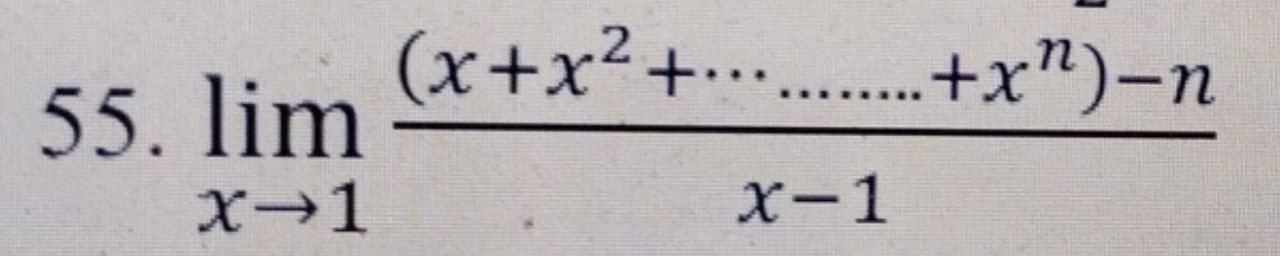 55. lim x→1 (x+x²+⋯........+xⁿ)−n / x−1